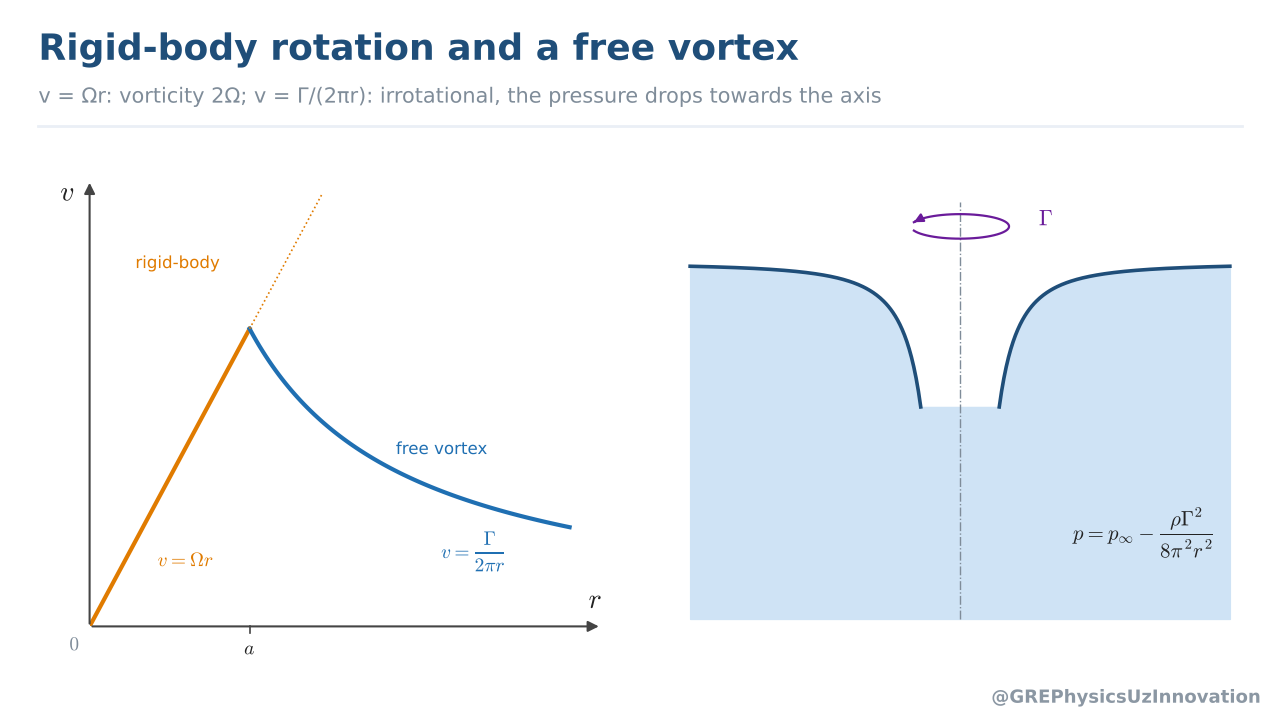 Rigid-body rotation and a free vortex
v = Ωr: vorticity 2Ω; v = Γ/(2πr): irrotational, the pressure drops towards the axis
v
rigid-body
free vortex
v = Ωr
v = Γ/2πr
r
0
a
Γ
p = p∞ − ρΓ²/8π²r²
@GREPhysicsUzInnovation